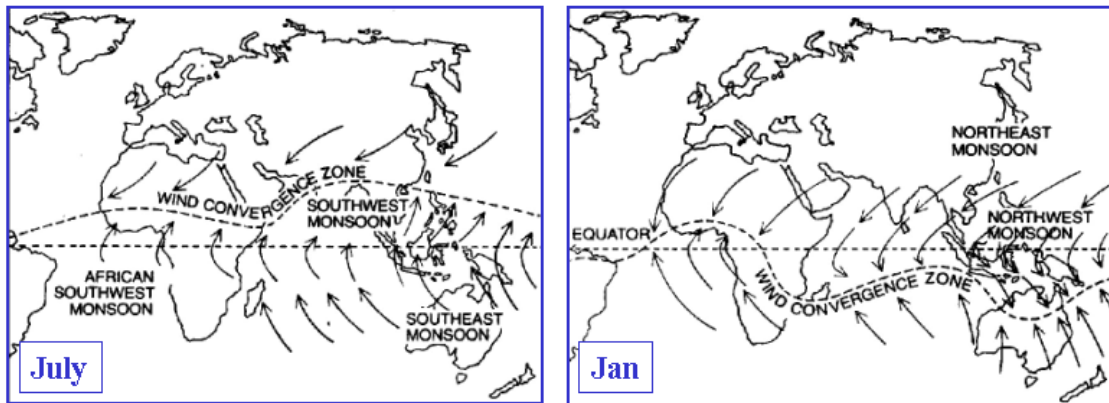 WIND CONVERGENCE ZONE
SOUTHWEST
MONSOON
AFRICAN
SOUTHWEST
MONSOON
SOUTHEAST
MONSOON
July
NORTHEAST
MONSOON
NORTHWEST
MONSOON
EQUATOR
WIND CONVERGENCE ZONE
Jan